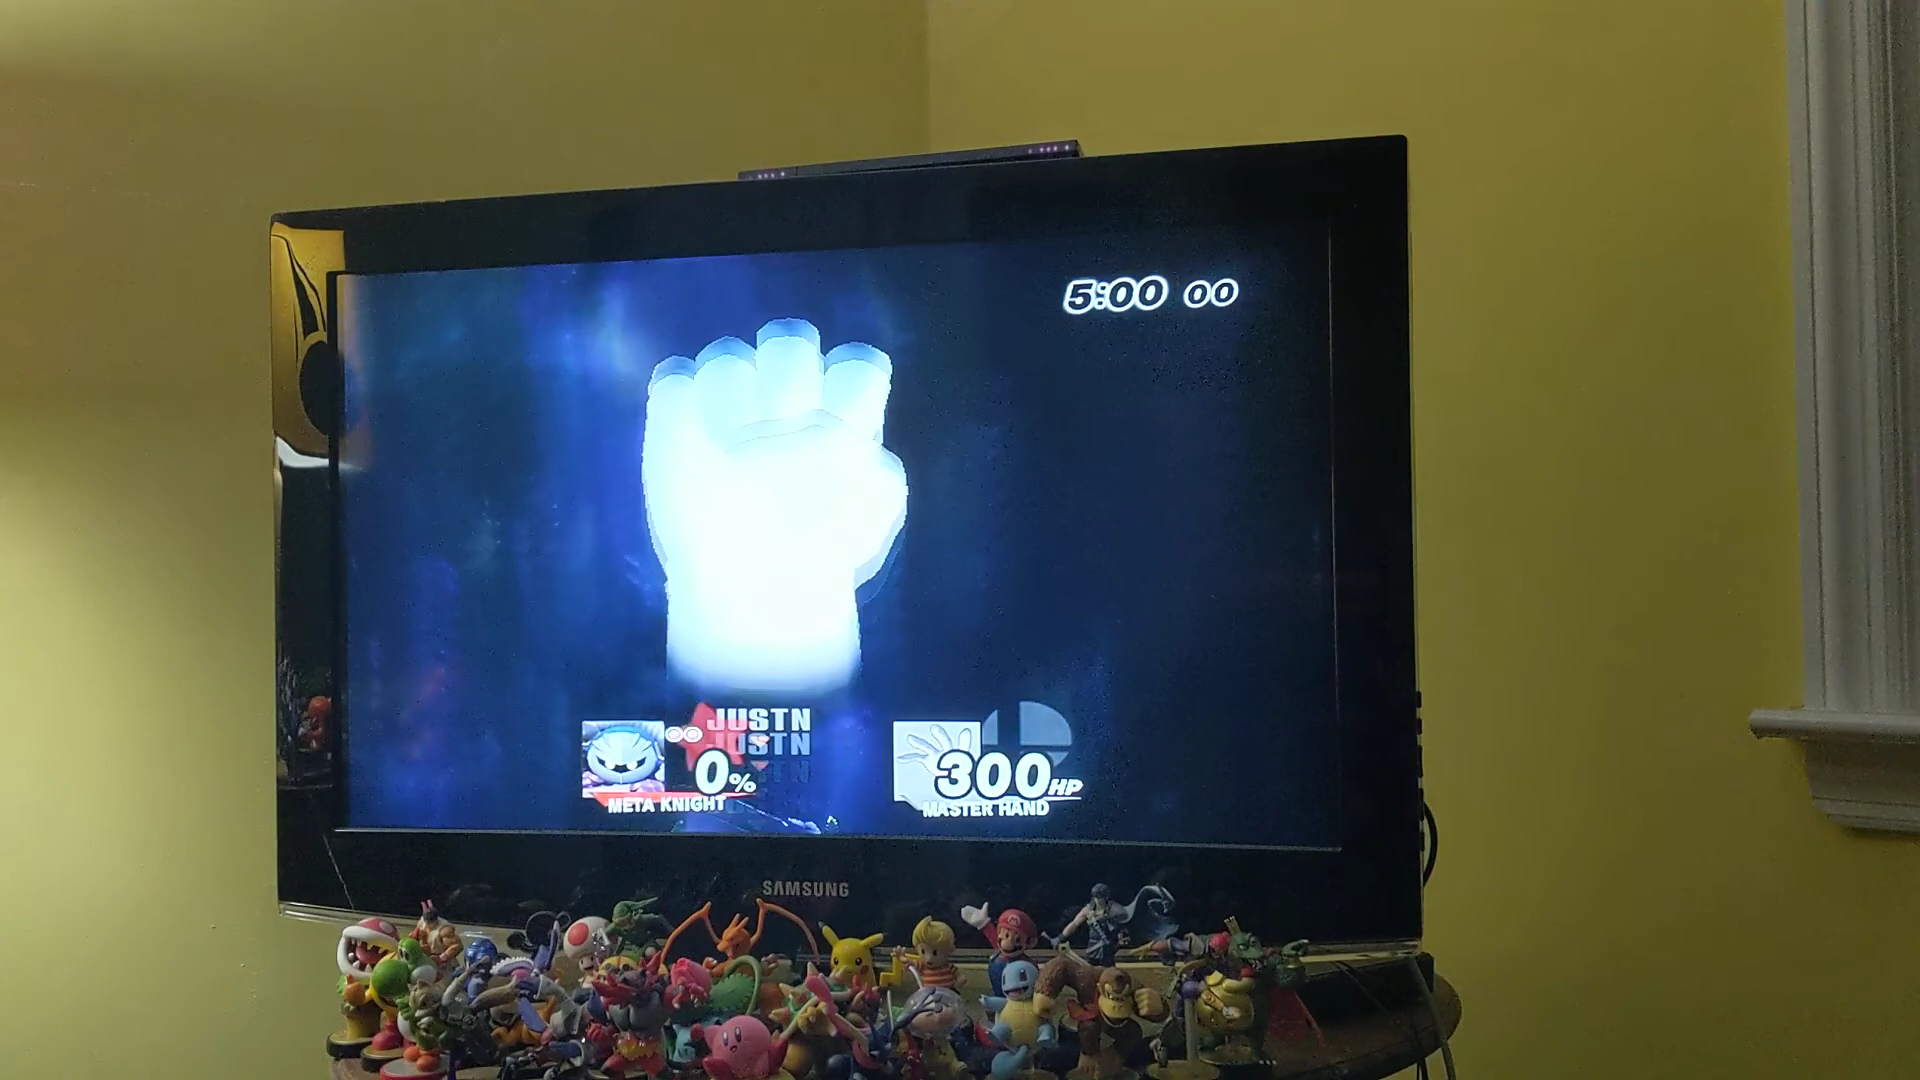 5:00 00
JUSTN
JUSTN
0%
META KNIGHT
300HP
MASTER HAND
SAMSUNG